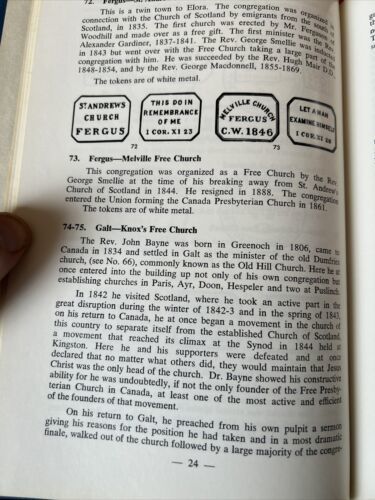 72. Fergus—St. A
This is a twin town to Elora. The congregation was organized in
connection with the Church of Scotland by emigrants from the south of
Scotland, in 1835. The first church was erected by Mr. Fergus
Woodhill and made over as a free gift. The first minister was the Rev.
Alexander Gardiner, 1837-1841. The Rev. George Smellie was the
in 1843 but went over with the Free Church taking a large part of the
congregation with him. He was succeeded by the Rev. Hugh Mair D.D.
1848-1854, and by the Rev. George Macdonnell, 1855-1869.
The tokens are of white metal.
ST ANDREWS
CHURCH
FERGUS
THIS DO IN
REMEMBRANCE
OF ME
I COR. XI 23
72
MELVILLE CHURCH
FERGUS
C.W. 1846
LET A MAN
EXAMINE HIMSELF
I COR. XI 28
73
73. Fergus—Melville Free Church
This congregation was organized as a Free Church by the Rev.
George Smellie at the time of his breaking away from St. Andrew's
Church of Scotland in 1844. He resigned in 1888. The congregation
entered the Union forming the Canada Presbyterian Church in 1861.
The tokens are of white metal.
74-75. Galt—Knox's Free Church
The Rev. John Bayne was born in Greenoch in 1806, came to
Canada in 1834 and settled in Galt as the minister of the old Dumfries
church, (see No. 66), commonly known as the Old Hill Church. Here he at
once entered into the building up not only of his own congregation but
establishing churches in Paris, Ayr, Doon, Hespeler and two at Puslinch.
In 1842 he visited Scotland, where he took an active part in the
great disruption during the winter of 1842-3 and in the spring of 1843,
on his return to Canada, he at once began a movement in the church of
this country to separate itself from the established Church of Scotland,
a movement that reached its climax at the Synod in 1844 held at
Kingston. Here he and his supporters were defeated and at once
declared that no matter what others did, they would maintain that Jesus
Christ was the only head of the church. Dr. Bayne showed his constructive
ability for he was undoubtedly, if not the only founder of the Free Presby-
terian Church in Canada, at least one of the most active and efficient
of the founders of that movement.
On his return to Galt, he preached from his own pulpit a sermon
giving his reasons for the position he had taken and in a most dramatic
finale, walked out of the church followed by a large majority of the congre-
— 24 —